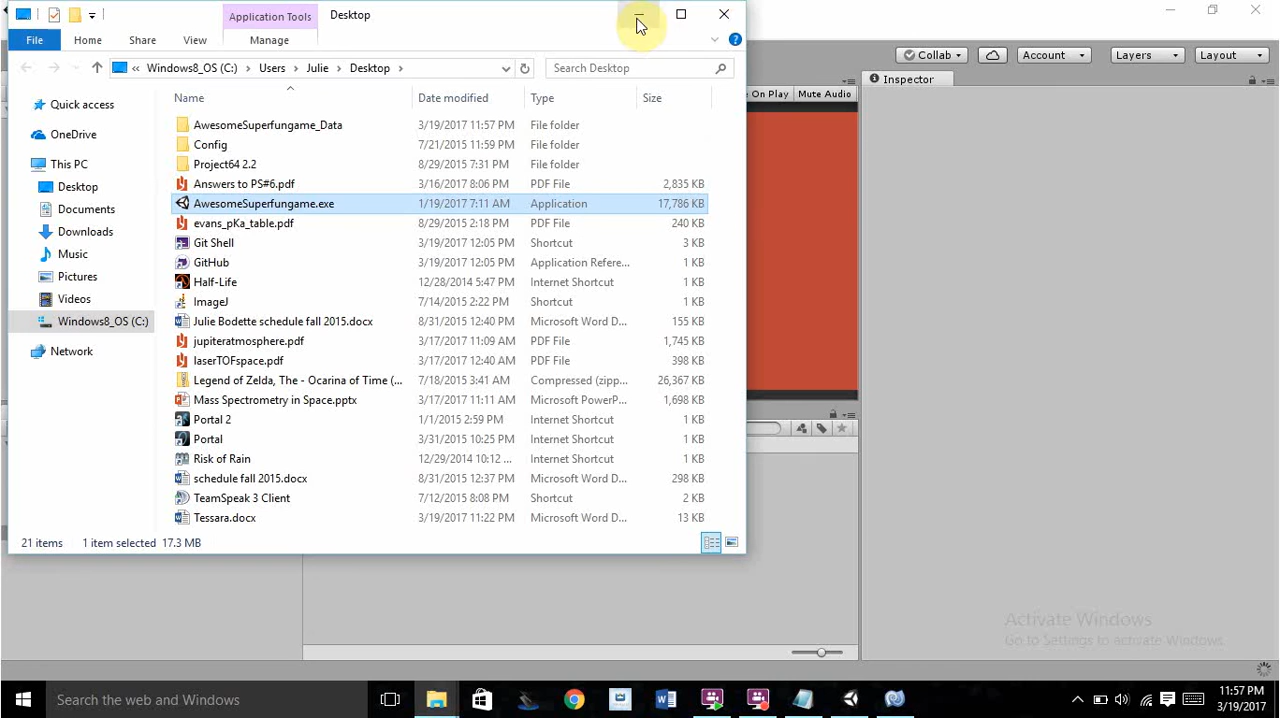 Application Tools
Desktop
File
Home
Share
View
Manage
« Windows8_OS (C:) > Users > Julie > Desktop >
Search Desktop
Name
Date modified
Type
Size
Quick access
OneDrive
This PC
Desktop
Documents
Downloads
Music
Pictures
Videos
Windows8_OS (C:)
Network
AwesomeSuperfungame_Data 3/19/2017 11:57 PM File folder
Config 7/21/2015 11:59 PM File folder
Project64 2.2 8/29/2015 7:31 PM File folder
Answers to PS#6.pdf 3/16/2017 8:06 PM PDF File 2,835 KB
AwesomeSuperfungame.exe 1/19/2017 7:11 AM Application 17,786 KB
evans_pKa_table.pdf 8/29/2015 2:18 PM PDF File 240 KB
Git Shell 3/19/2017 12:05 PM Shortcut 3 KB
GitHub 3/19/2017 12:05 PM Application Refere... 1 KB
Half-Life 12/28/2014 5:47 PM Internet Shortcut 1 KB
ImageJ 7/14/2015 2:22 PM Shortcut 1 KB
Julie Bodette schedule fall 2015.docx 8/31/2015 12:40 PM Microsoft Word D... 155 KB
jupiteratmosphere.pdf 3/17/2017 11:09 AM PDF File 1,745 KB
laserTOFspace.pdf 3/17/2017 12:40 AM PDF File 398 KB
Legend of Zelda, The - Ocarina of Time (... 7/18/2015 3:41 AM Compressed (zipp... 26,367 KB
Mass Spectrometry in Space.pptx 3/17/2017 11:11 AM Microsoft PowerP... 1,698 KB
Portal 2 1/1/2015 2:59 PM Internet Shortcut 1 KB
Portal 3/31/2015 10:25 PM Internet Shortcut 1 KB
Risk of Rain 12/29/2014 10:12 ... Internet Shortcut 1 KB
schedule fall 2015.docx 8/31/2015 12:37 PM Microsoft Word D... 298 KB
TeamSpeak 3 Client 7/12/2015 8:08 PM Shortcut 2 KB
Tessara.docx 3/19/2017 11:22 PM Microsoft Word D... 13 KB
21 items 1 item selected 17.3 MB
Collab
Account
Layers
Layout
Inspector
e On Play
Mute Audio
Activate Windows
Go to Settings to activate Windows.
Search the web and Windows
11:57 PM
3/19/2017